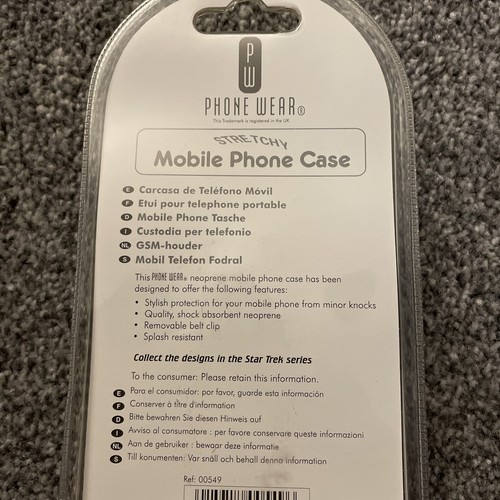 PW
PHONE WEAR®
This Trademark is registered in the UK
STRETCHY
Mobile Phone Case
E Carcasa de Teléfono Móvil
F Etui pour telephone portable
D Mobile Phone Tasche
I Custodia per telefonio
NL GSM-houder
S Mobil Telefon Fodral
This PHONE WEAR® neoprene mobile phone case has been
designed to offer the following features:
• Stylish protection for your mobile phone from minor knocks
• Quality, shock absorbent neoprene
• Removable belt clip
• Splash resistant
Collect the designs in the Star Trek series
To the consumer: Please retain this information.
E Para el consumidor: por favor, guarde esta información
F Conserver à titre d'information
D Bitte bewahren Sie diesen Hinweis auf
I Avviso al consumatore : per favore conservare queste informazioni
NL Aan de gebruiker : bewaar deze informatie
S Till konumenten: Var snäll och behall denna information
Ref: 00549